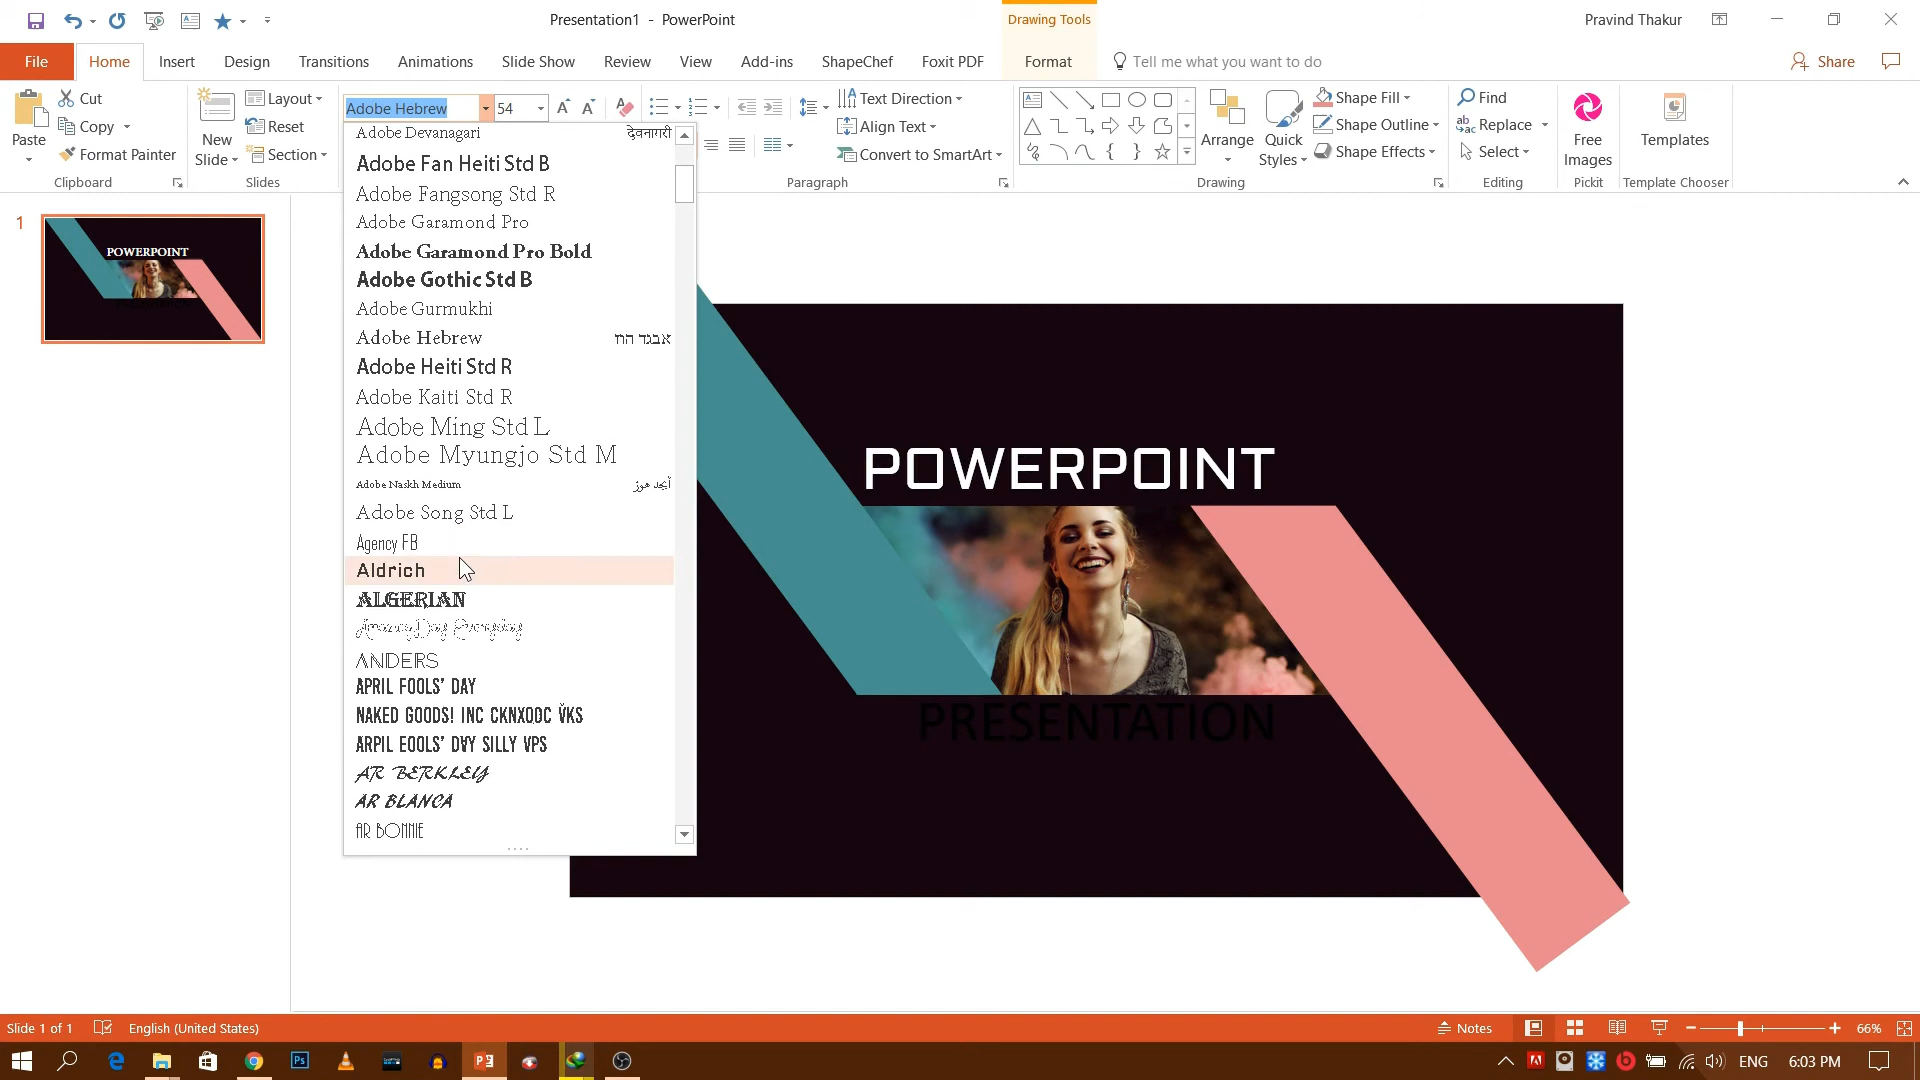 Presentation1 - PowerPoint
Drawing Tools
Pravind Thakur
File
Home
Insert
Design
Transitions
Animations
Slide Show
Review
View
Add-ins
ShapeChef
Foxit PDF
Format
Tell me what you want to do
Share
Paste
Cut
Copy
Format Painter
Clipboard
New
Slide
Layout
Reset
Section
Slides
Adobe Hebrew
54
Text Direction
Align Text
Convert to SmartArt
Paragraph
Arrange
Quick
Styles
Shape Fill
Shape Outline
Shape Effects
Drawing
Find
Replace
Select
Editing
Free
Images
Pickit
Templates
Template Chooser
1
POWERPOINT
Adobe Devanagari देवनागरी
Adobe Fan Heiti Std B
Adobe Fangsong Std R
Adobe Garamond Pro
Adobe Garamond Pro Bold
Adobe Gothic Std B
Adobe Gurmukhi
Adobe Hebrew אבגד הוז
Adobe Heiti Std R
Adobe Kaiti Std R
Adobe Ming Std L
Adobe Myungjo Std M
Adobe Naskh Medium أبجد هوز
Adobe Song Std L
Agency FB
Aldrich
ALGERIAN
Amazing Day Everyday
ANDERS
APRIL FOOLS' DAY
NAKED GOODS! INC CKNXODC V̌KS
ARPIL EOOLS' DAY SILLY VPS
AR BERKLEY
AR BLANCA
AR BONNIE
POWERPOINT
PRESENTATION
Slide 1 of 1
English (United States)
Notes
66%
ENG
6:03 PM